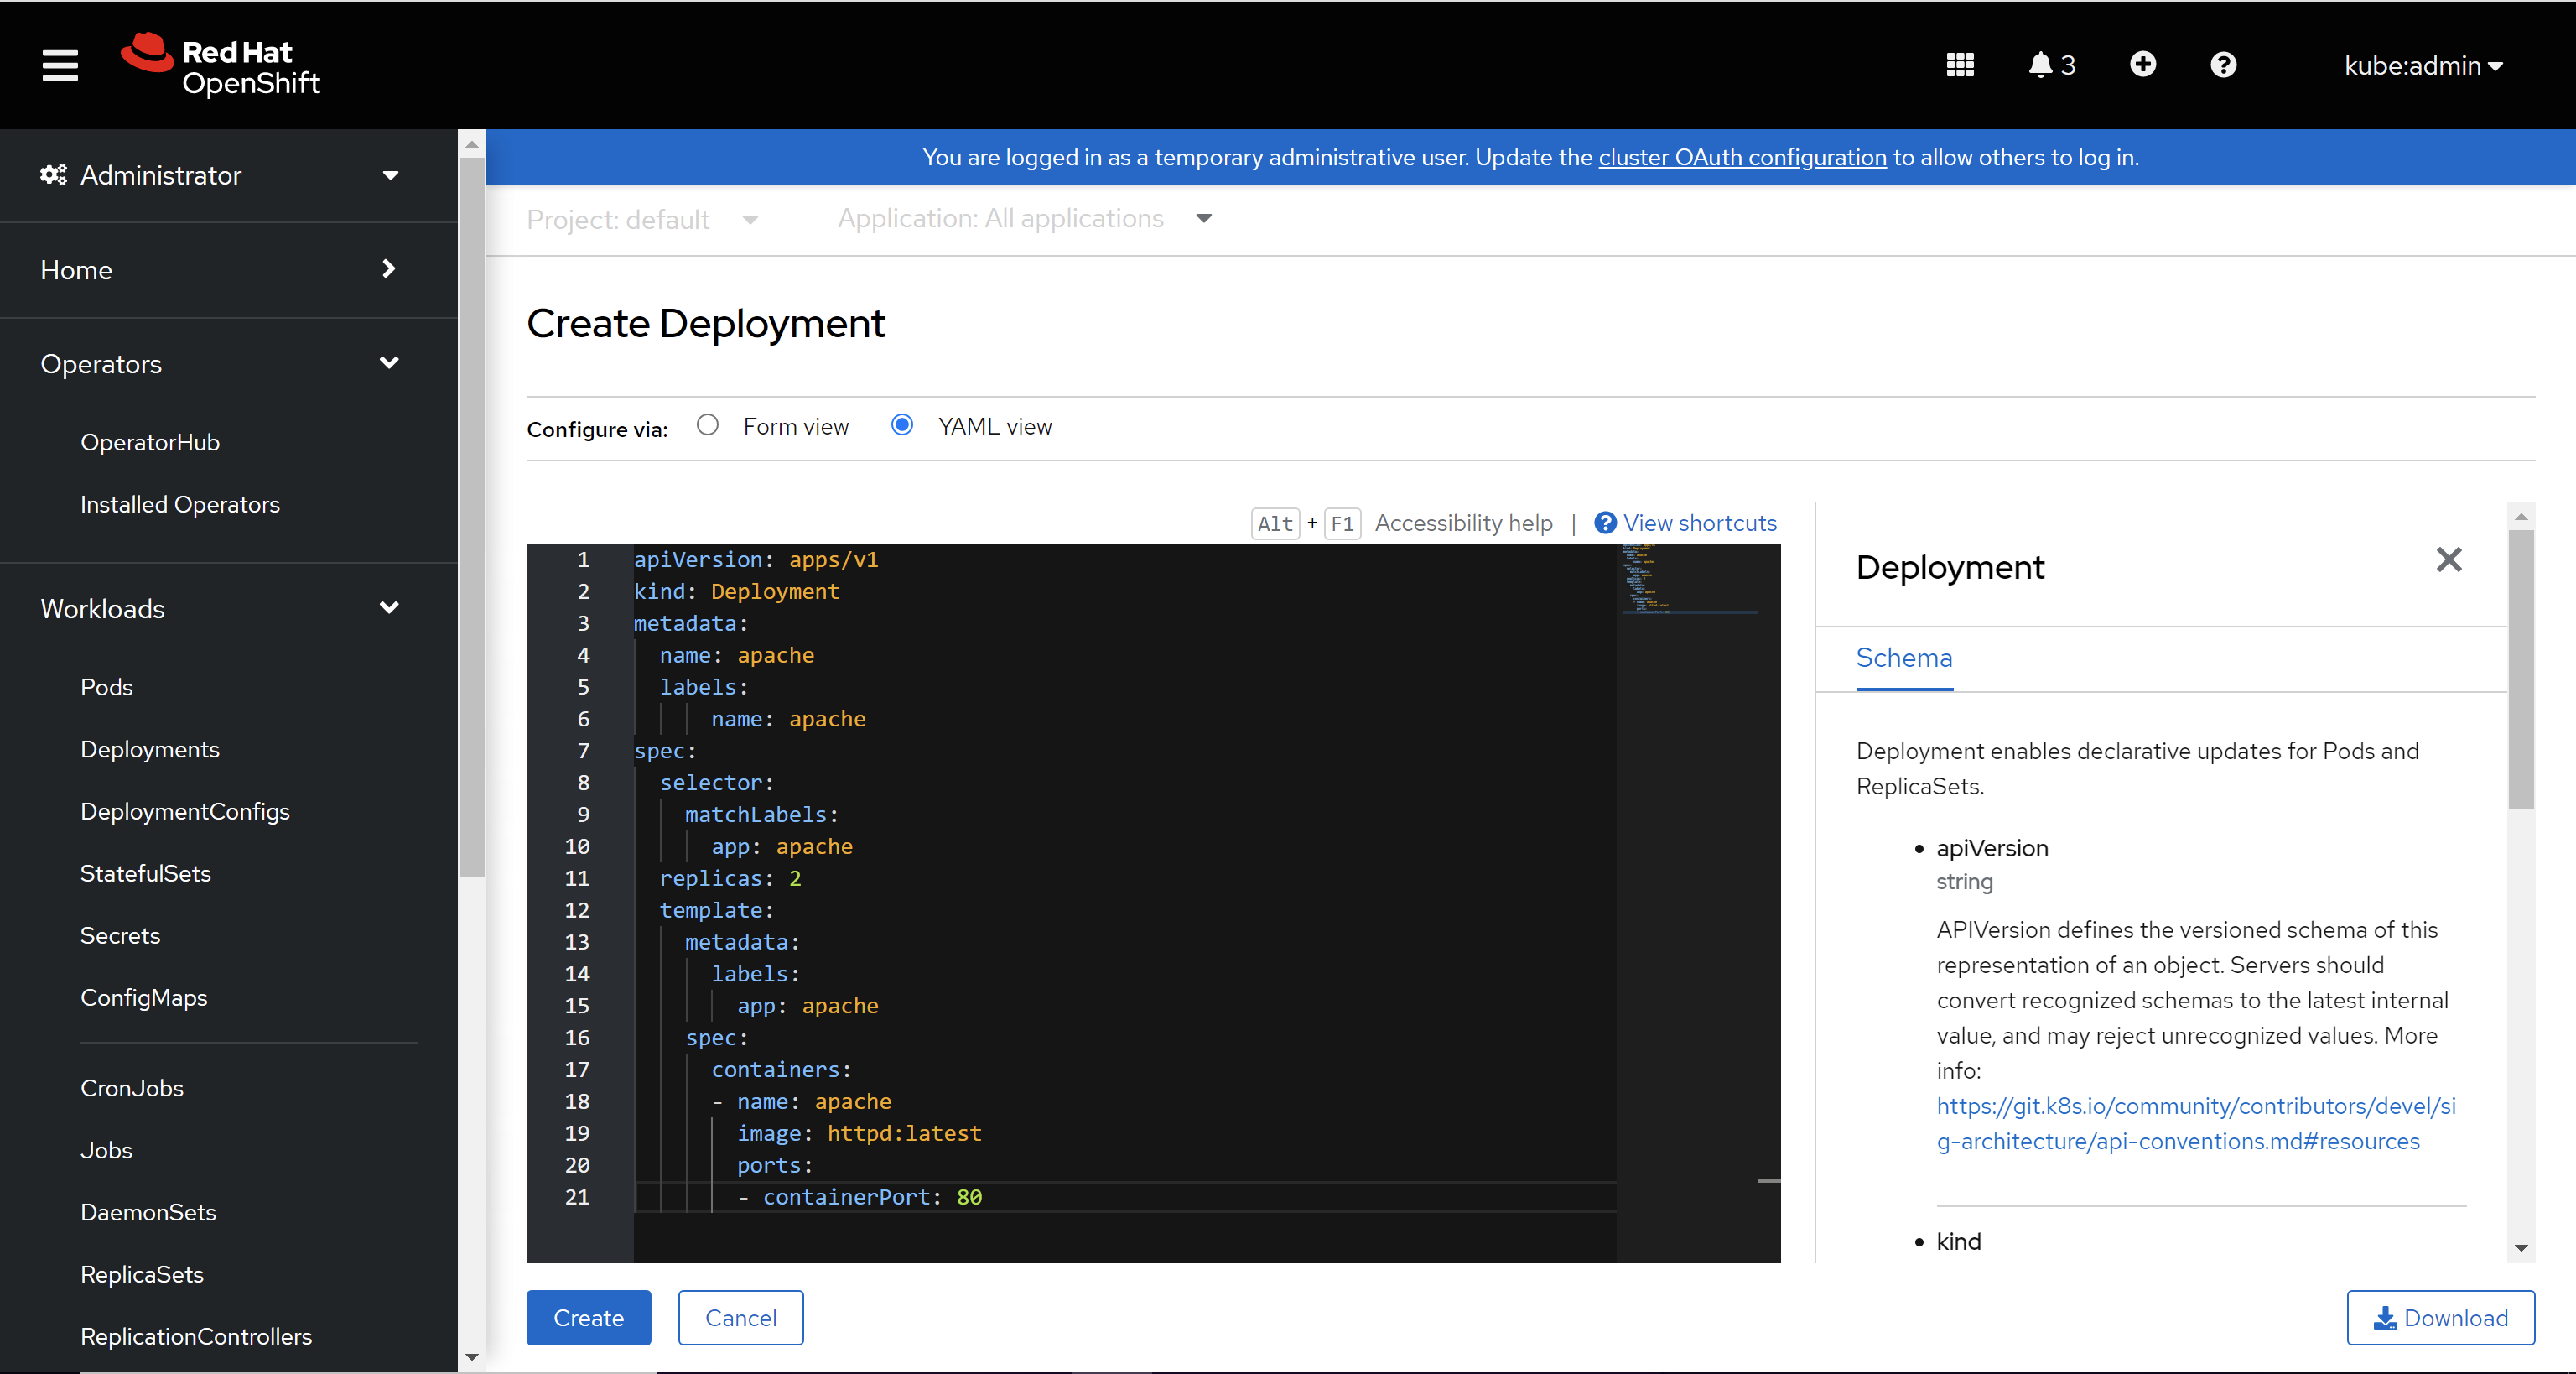 Red Hat
OpenShift
3
kube:admin
Administrator
Home
Operators
OperatorHub
Installed Operators
Workloads
Pods
Deployments
DeploymentConfigs
StatefulSets
Secrets
ConfigMaps
CronJobs
Jobs
DaemonSets
ReplicaSets
ReplicationControllers
You are logged in as a temporary administrative user. Update the cluster OAuth configuration to allow others to log in.
Project: default Application: All applications
Create Deployment
Configure via: Form view YAML view
Alt + F1 Accessibility help | View shortcuts
1 apiVersion: apps/v1
2 kind: Deployment
3 metadata:
4 name: apache
5 labels:
6 name: apache
7 spec:
8 selector:
9 matchLabels:
10 app: apache
11 replicas: 2
12 template:
13 metadata:
14 labels:
15 app: apache
16 spec:
17 containers:
18 - name: apache
19 image: httpd:latest
20 ports:
21 - containerPort: 80
Deployment
Schema
Deployment enables declarative updates for Pods and
ReplicaSets.
• apiVersion
string
APIVersion defines the versioned schema of this
representation of an object. Servers should
convert recognized schemas to the latest internal
value, and may reject unrecognized values. More
info:
https://git.k8s.io/community/contributors/devel/si
g-architecture/api-conventions.md#resources
• kind
Create Cancel Download